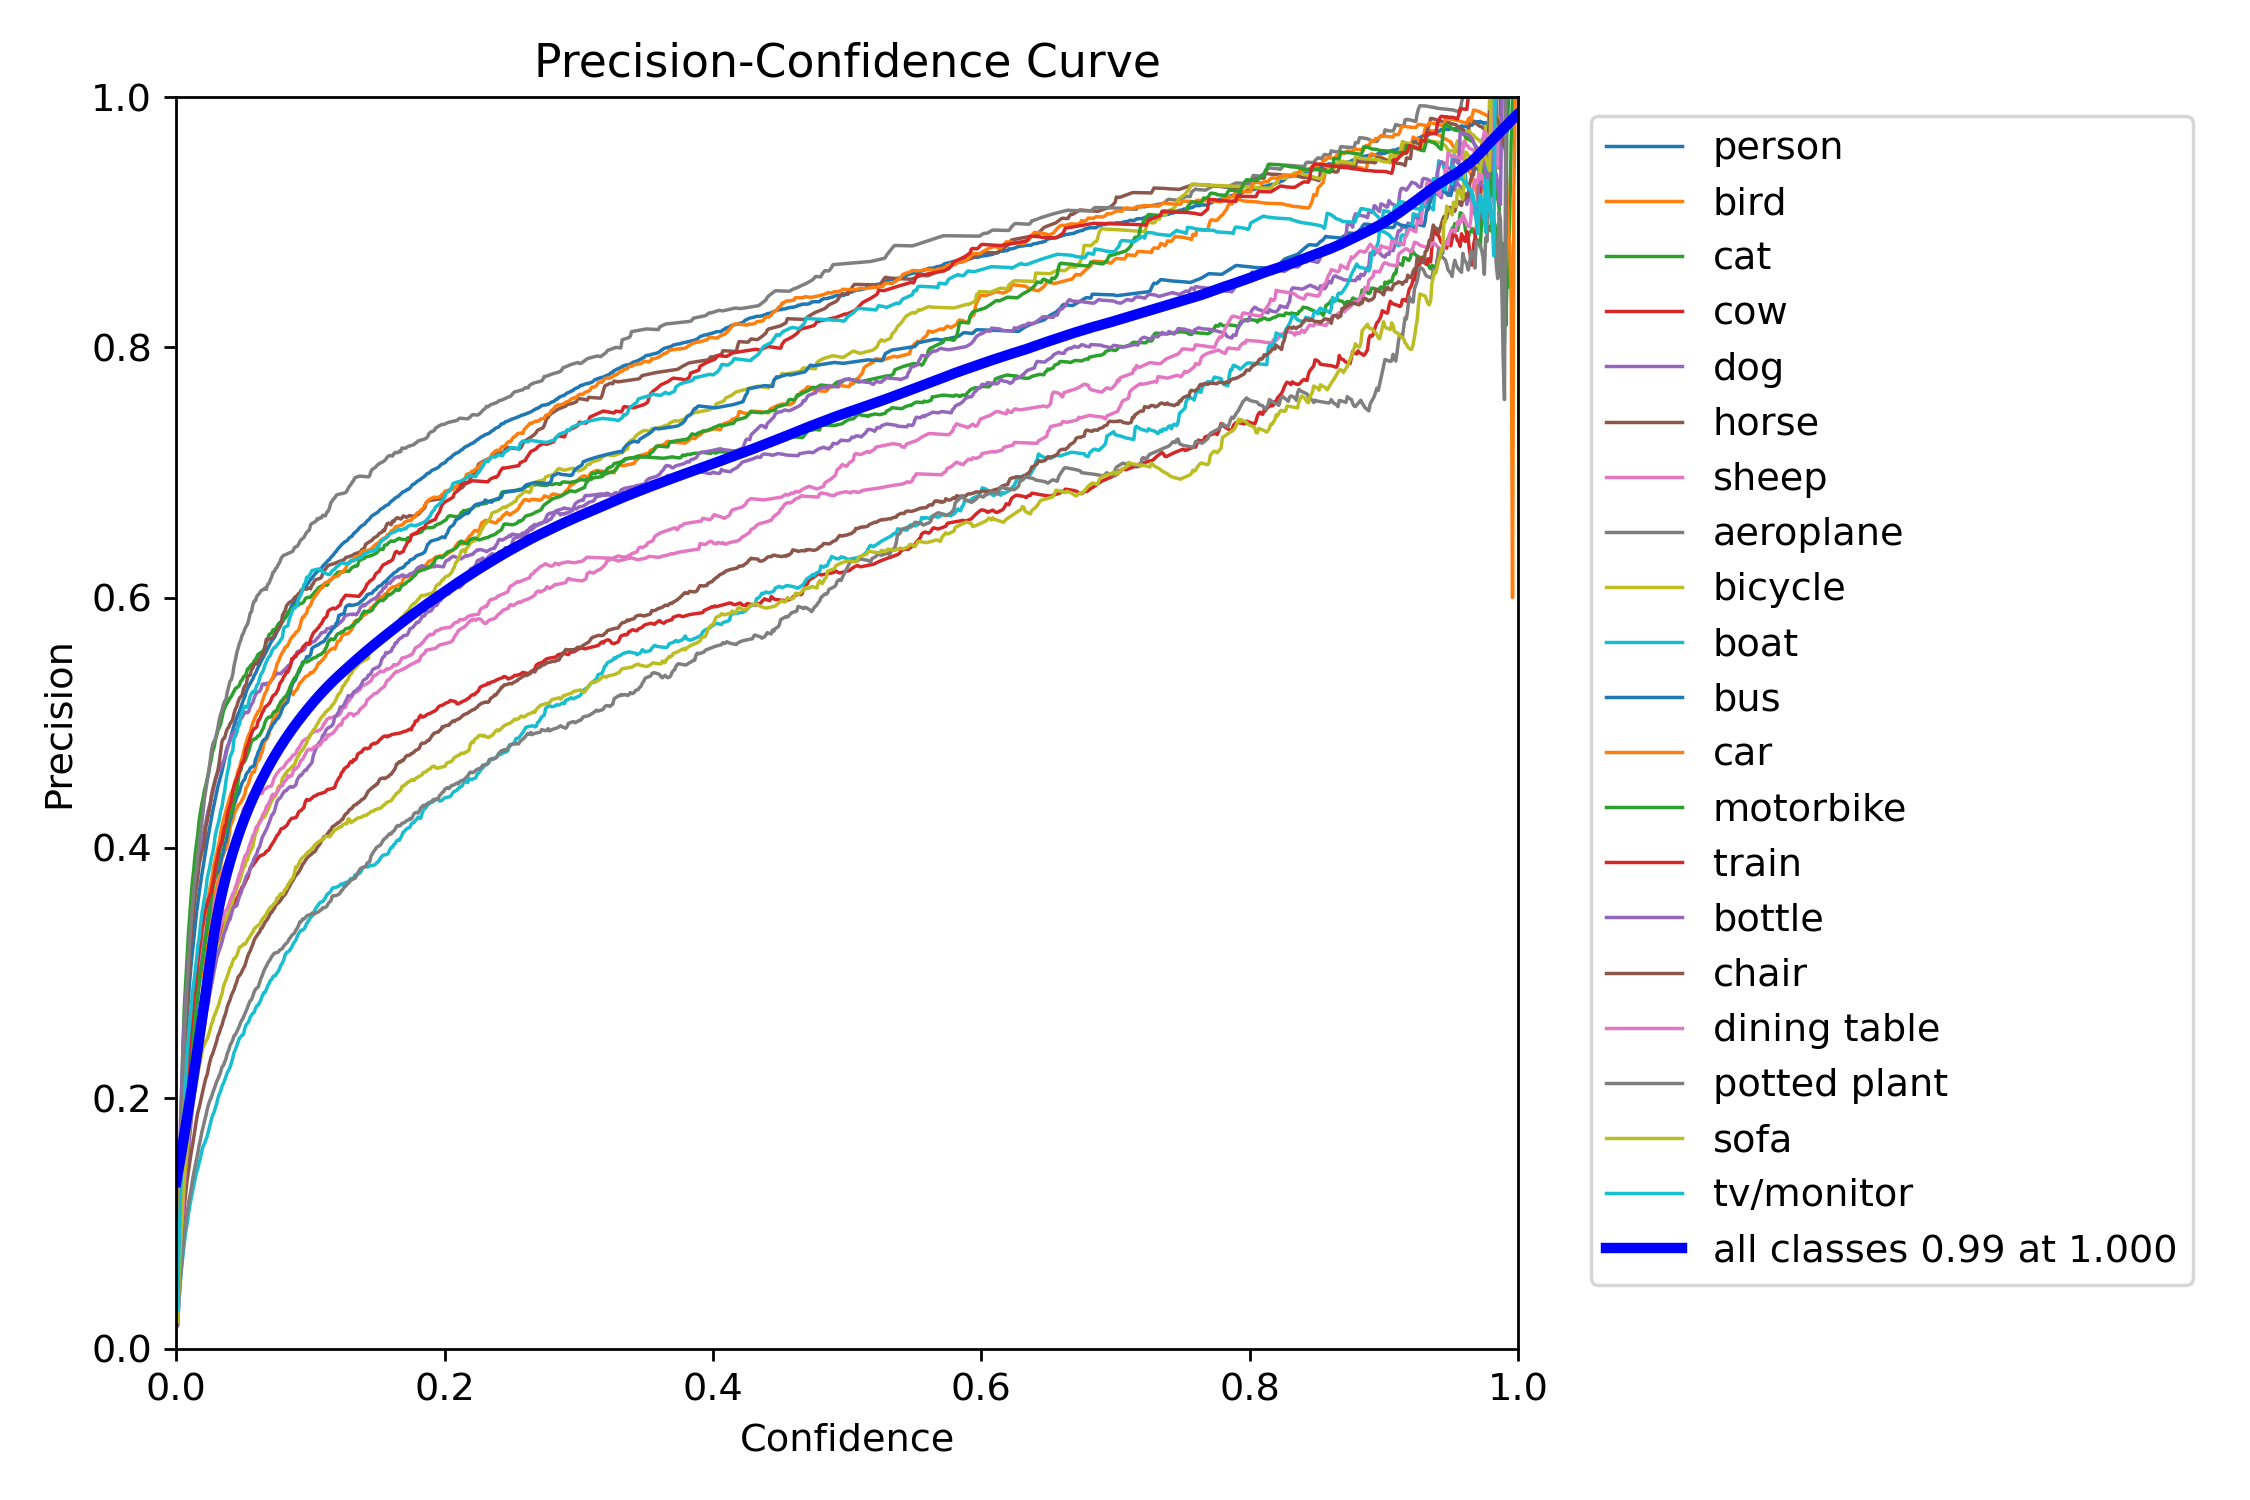 Precision-Confidence Curve
1.0
0.8
0.6
0.4
0.2
0.0
Precision
0.0 0.2 0.4 0.6 0.8 1.0
Confidence
person
bird
cat
cow
dog
horse
sheep
aeroplane
bicycle
boat
bus
car
motorbike
train
bottle
chair
dining table
potted plant
sofa
tv/monitor
all classes 0.99 at 1.000